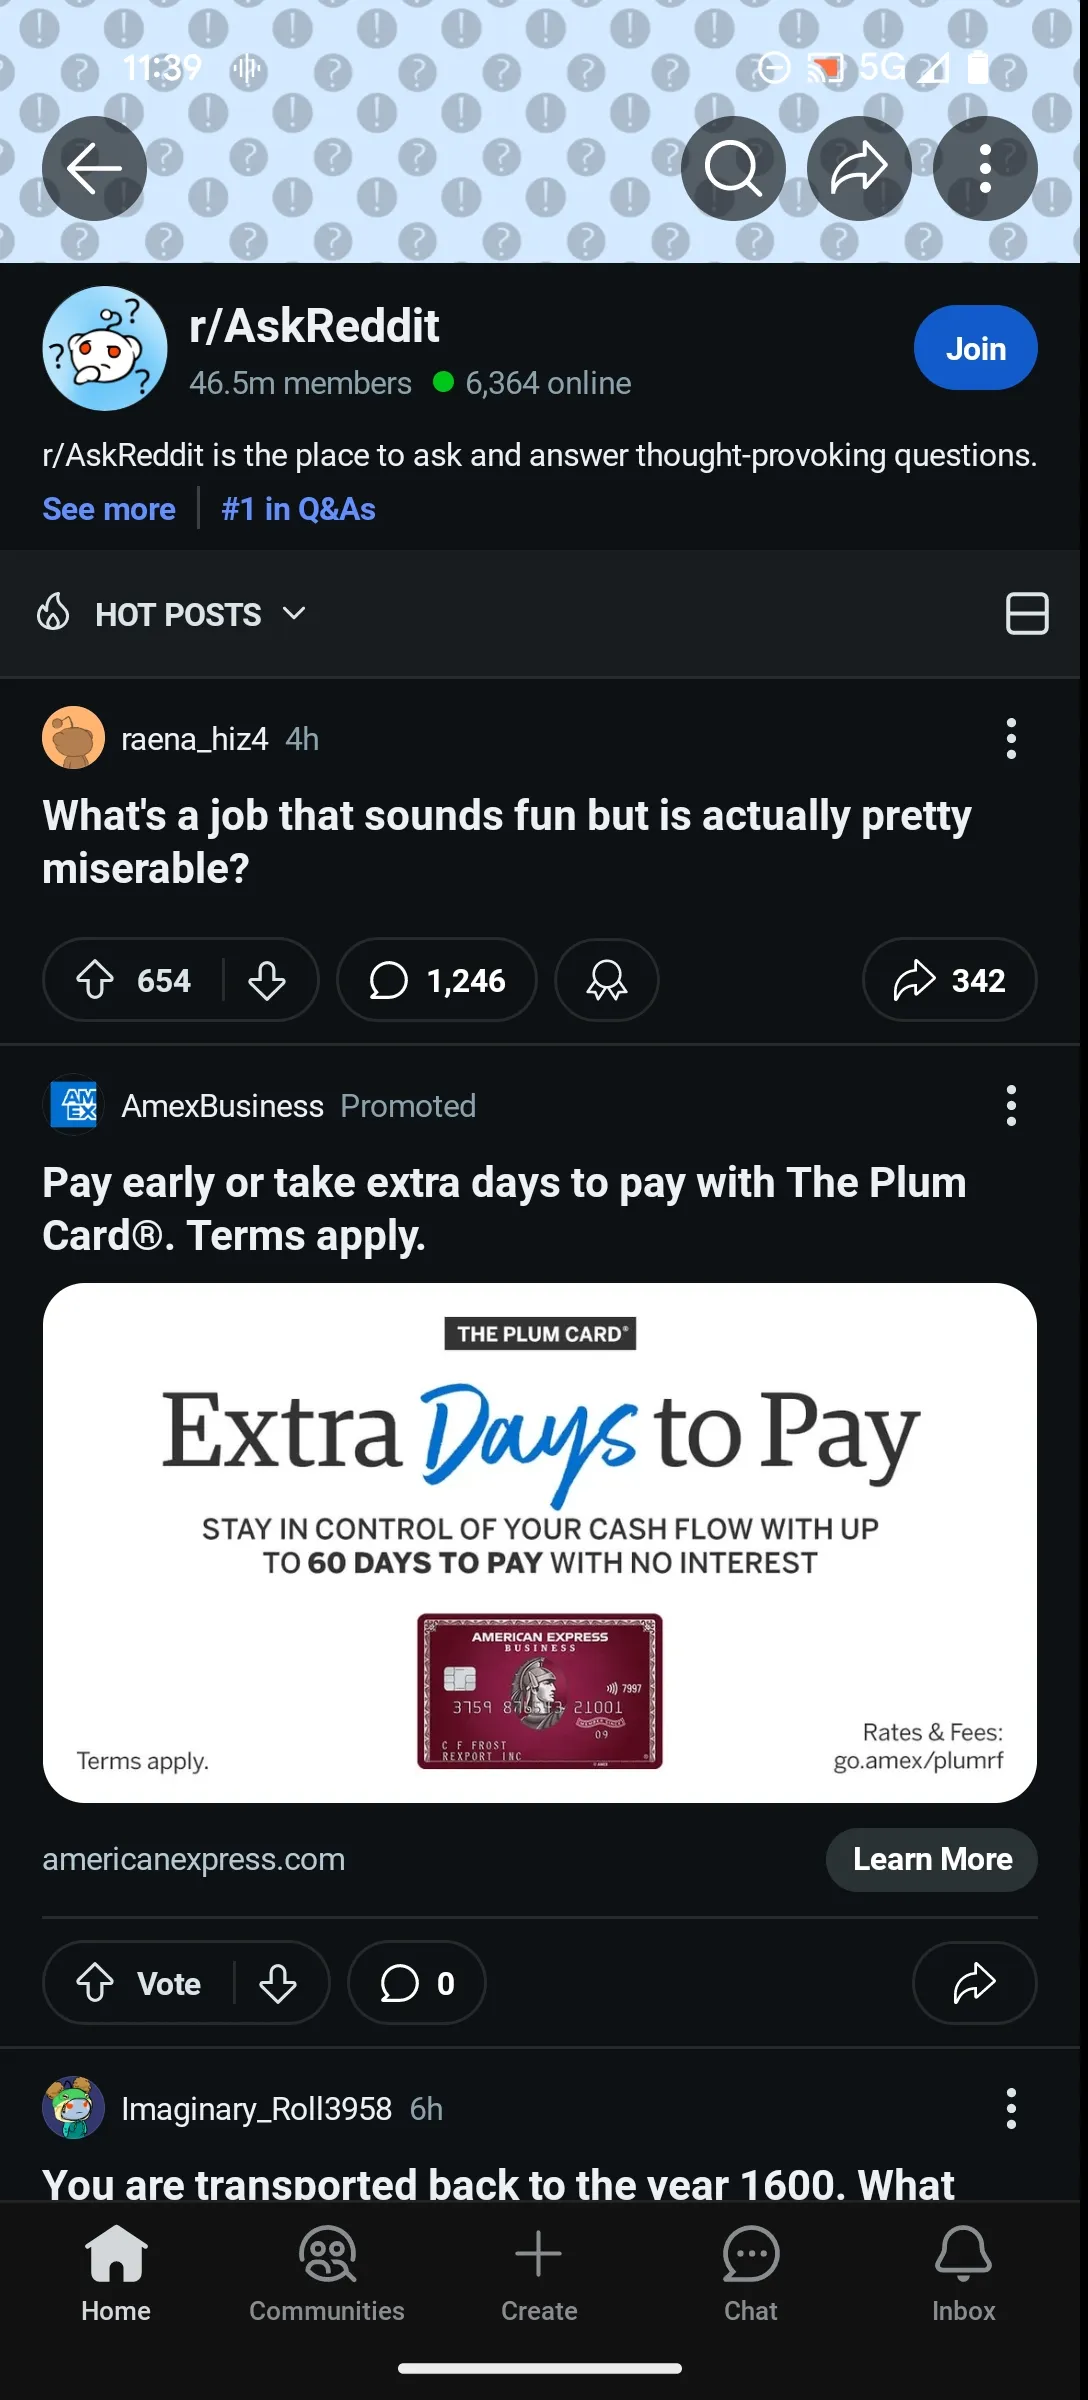 11:39
5G
r/AskReddit
46.5m members 6,364 online
Join
r/AskReddit is the place to ask and answer thought-provoking questions.
See more #1 in Q&As
HOT POSTS
raena_hiz4 4h
What's a job that sounds fun but is actually pretty
miserable?
654
1,246
342
AM
EX
AmexBusiness Promoted
Pay early or take extra days to pay with The Plum
Card®. Terms apply.
THE PLUM CARD®
Extra Days to Pay
STAY IN CONTROL OF YOUR CASH FLOW WITH UP
TO 60 DAYS TO PAY WITH NO INTEREST
AMERICAN EXPRESS
BUSINESS
7997
3759 876543 21001
MEMBER SINCE
09
C F FROST
REXPORT INC
Terms apply.
Rates & Fees:
go.amex/plumrf
americanexpress.com
Learn More
Vote
0
Imaginary_Roll3958 6h
You are transported back to the year 1600. What
Home
Communities
Create
Chat
Inbox